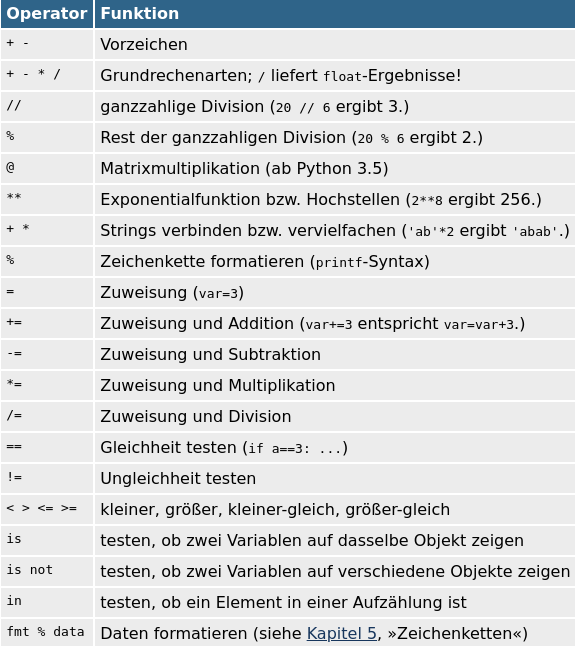 Operator Funktion
+ - Vorzeichen
+ - * / Grundrechenarten; / liefert float-Ergebnisse!
// ganzzahlige Division (20 // 6 ergibt 3.)
% Rest der ganzzahligen Division (20 % 6 ergibt 2.)
@ Matrixmultiplikation (ab Python 3.5)
** Exponentialfunktion bzw. Hochstellen (2**8 ergibt 256.)
+ * Strings verbinden bzw. vervielfachen ('ab'*2 ergibt 'abab'.)
% Zeichenkette formatieren (printf-Syntax)
= Zuweisung (var=3)
+= Zuweisung und Addition (var+=3 entspricht var=var+3.)
-= Zuweisung und Subtraktion
*= Zuweisung und Multiplikation
/= Zuweisung und Division
== Gleichheit testen (if a==3: ...)
!= Ungleichheit testen
< > <= >= kleiner, größer, kleiner-gleich, größer-gleich
is testen, ob zwei Variablen auf dasselbe Objekt zeigen
is not testen, ob zwei Variablen auf verschiedene Objekte zeigen
in testen, ob ein Element in einer Aufzählung ist
fmt % data Daten formatieren (siehe Kapitel 5, »Zeichenketten«)